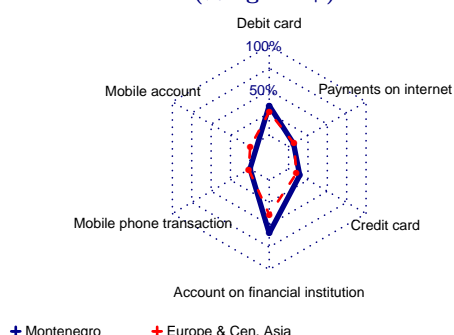 Debit card
100%
50%
Payments on internet
Mobile account
Mobile phone transaction
Credit card
Account on financial institution
Montenegro
Europe & Cen. Asia